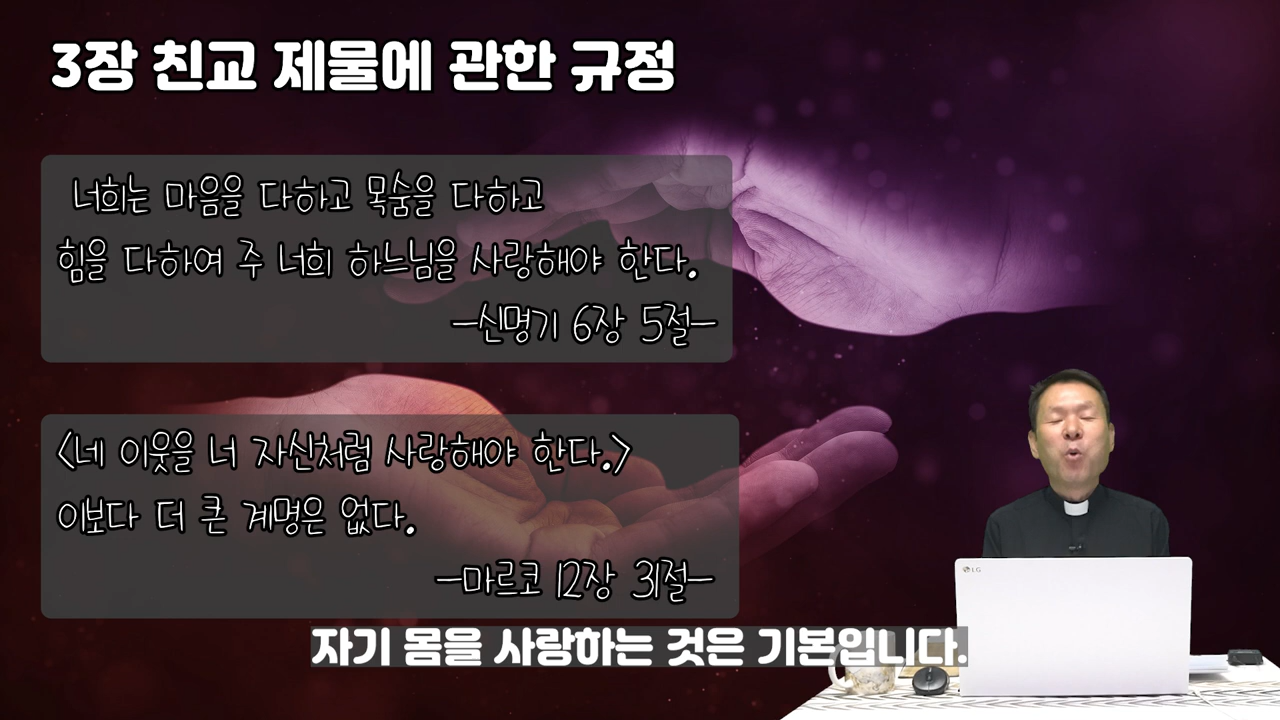 3장 친교 제물에 관한 규정
너희는 마음을 다하고 목숨을 다하고
힘을 다하여 주 너희 하느님을 사랑해야 한다.
-신명기 6장 5절-
<네 이웃을 너 자신처럼 사랑해야 한다.>
이보다 더 큰 계명은 없다.
-마르코 12장 31절-
LG
자기 몸을 사랑하는 것은 기본입니다.